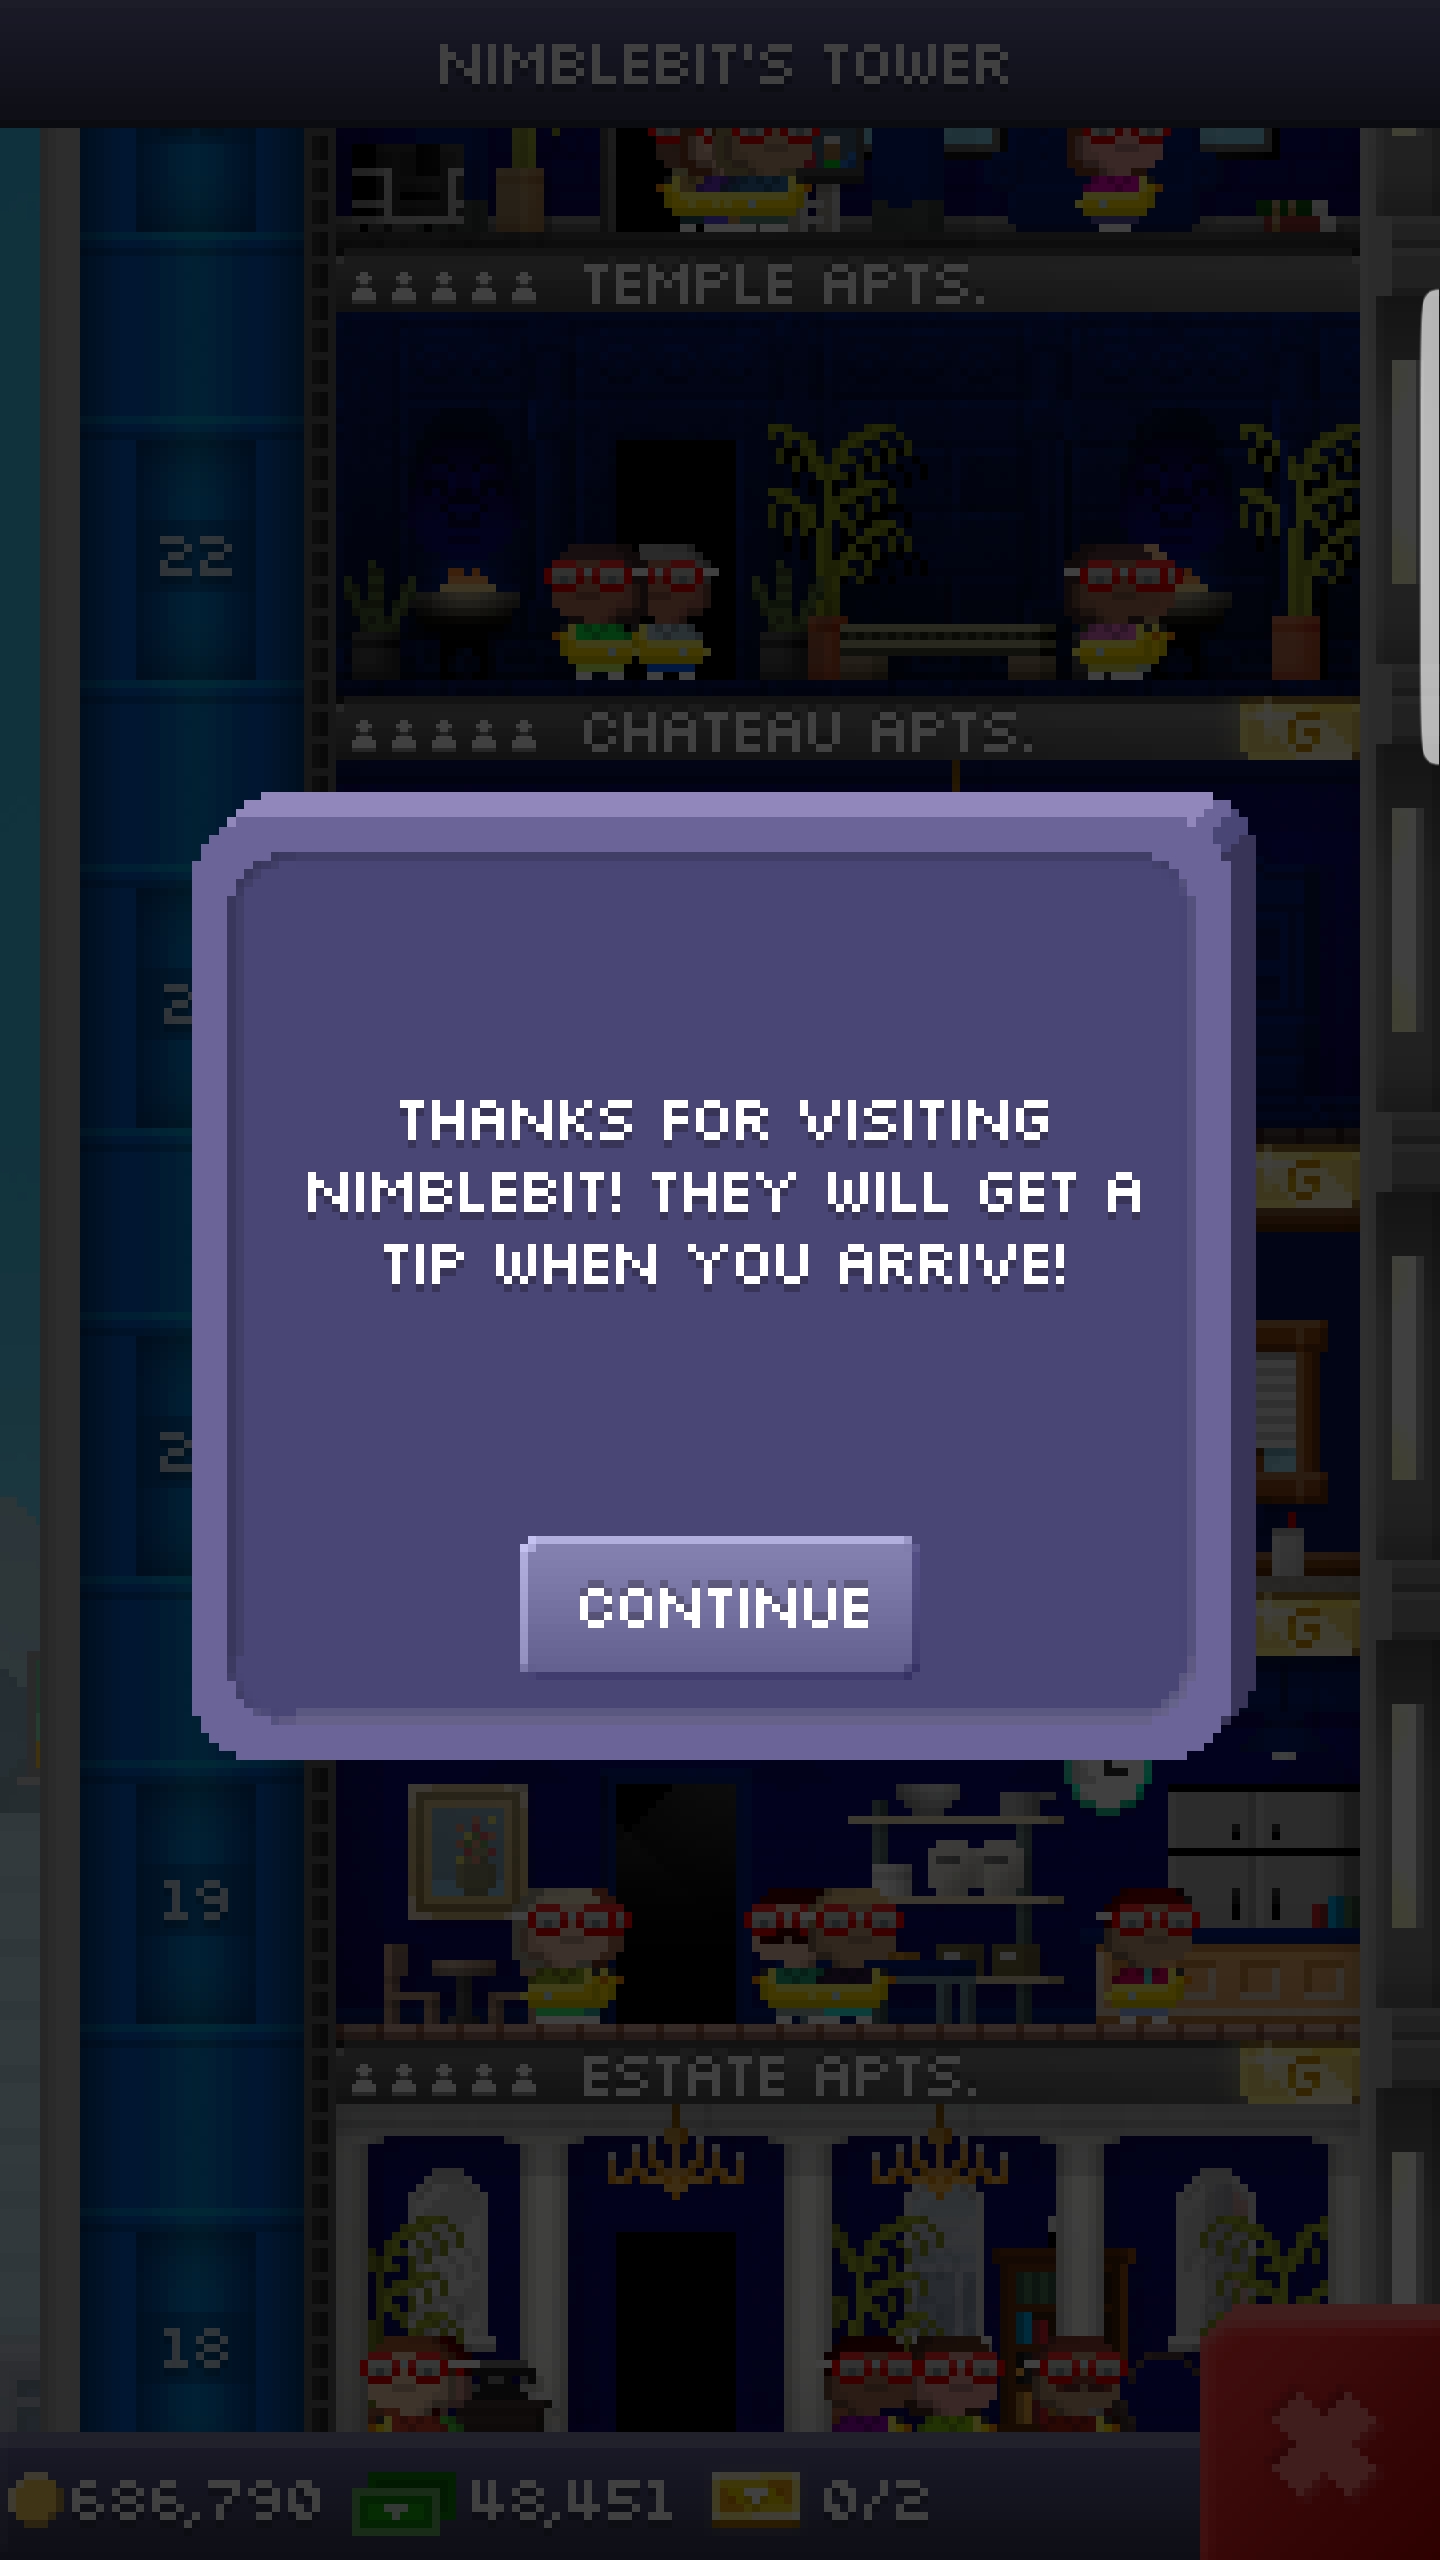 NIMBLEBIT'S TOWER
TEMPLE APTS.
22
CHATEAU APTS.
G
THANKS FOR VISITING
NIMBLEBIT! THEY WILL GET A
TIP WHEN YOU ARRIVE!
G
CONTINUE
G
19
ESTATE APTS.
G
18
686,790
48,451
0/2